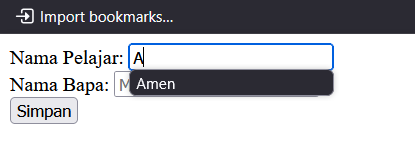 Import bookmarks...
Nama Pelajar: A
Amen
Nama Bapa: M
Simpan